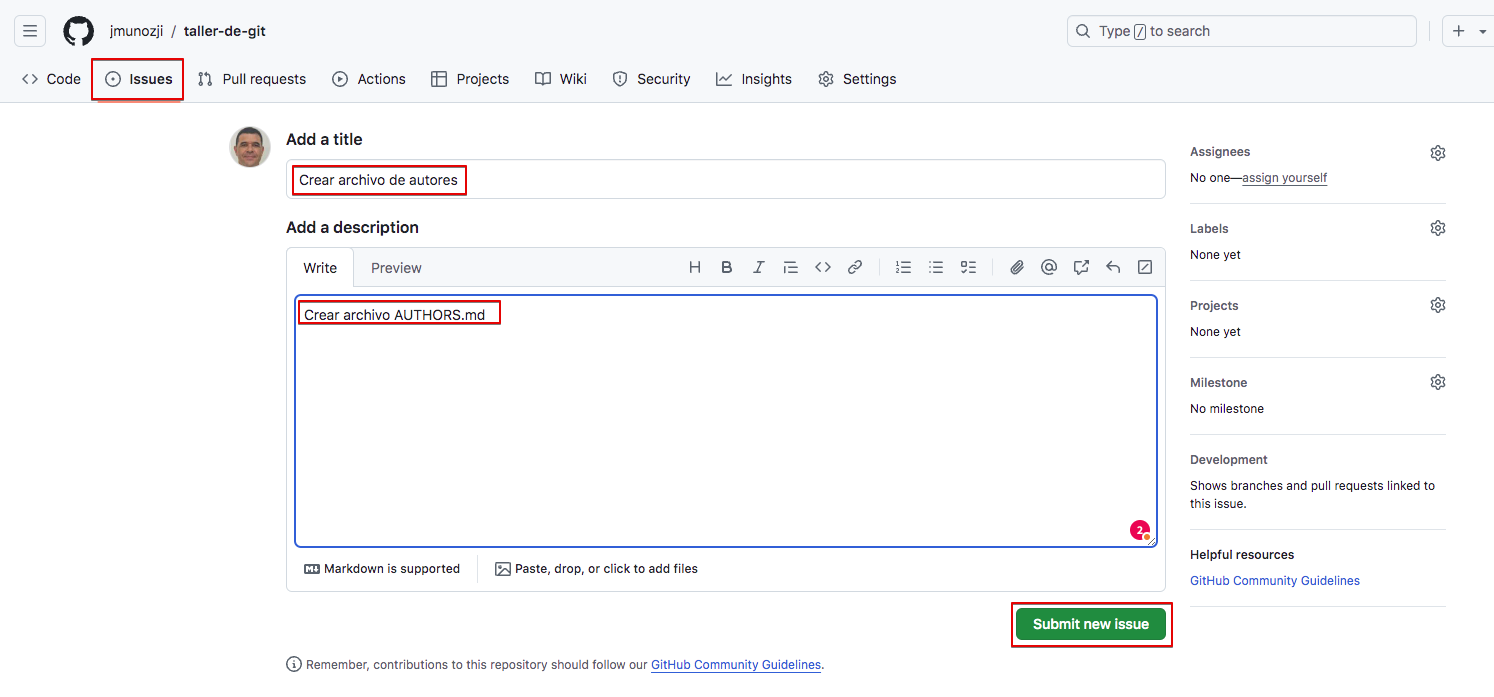 jmunozji / taller-de-git
Type / to search
Code Issues Pull requests Actions Projects Wiki Security Insights Settings
Add a title
Crear archivo de autores
Add a description
Write Preview
Crear archivo AUTHORS.md
2
Markdown is supported
Paste, drop, or click to add files
Submit new issue
Remember, contributions to this repository should follow our GitHub Community Guidelines.
Assignees
No one—assign yourself
Labels
None yet
Projects
None yet
Milestone
No milestone
Development
Shows branches and pull requests linked to
this issue.
Helpful resources
GitHub Community Guidelines